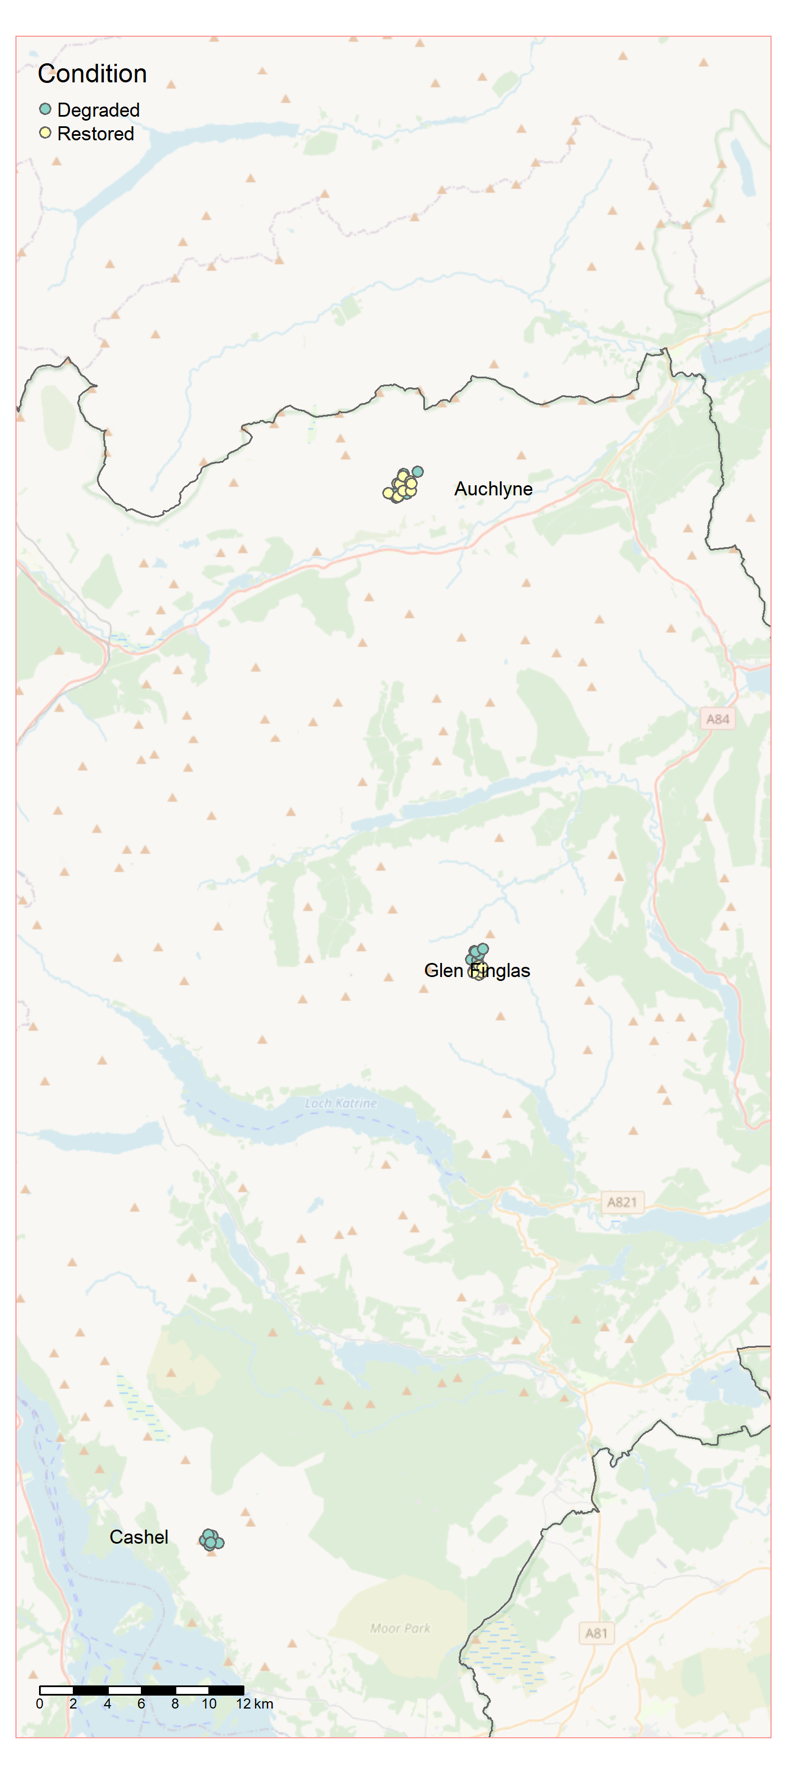 Condition
Degraded
Restored
Auchlyne
A84
Glen Finglas
Loch Katrine
A821
Cashel
Moor Park
A81
0 2 4 6 8 10 12 km